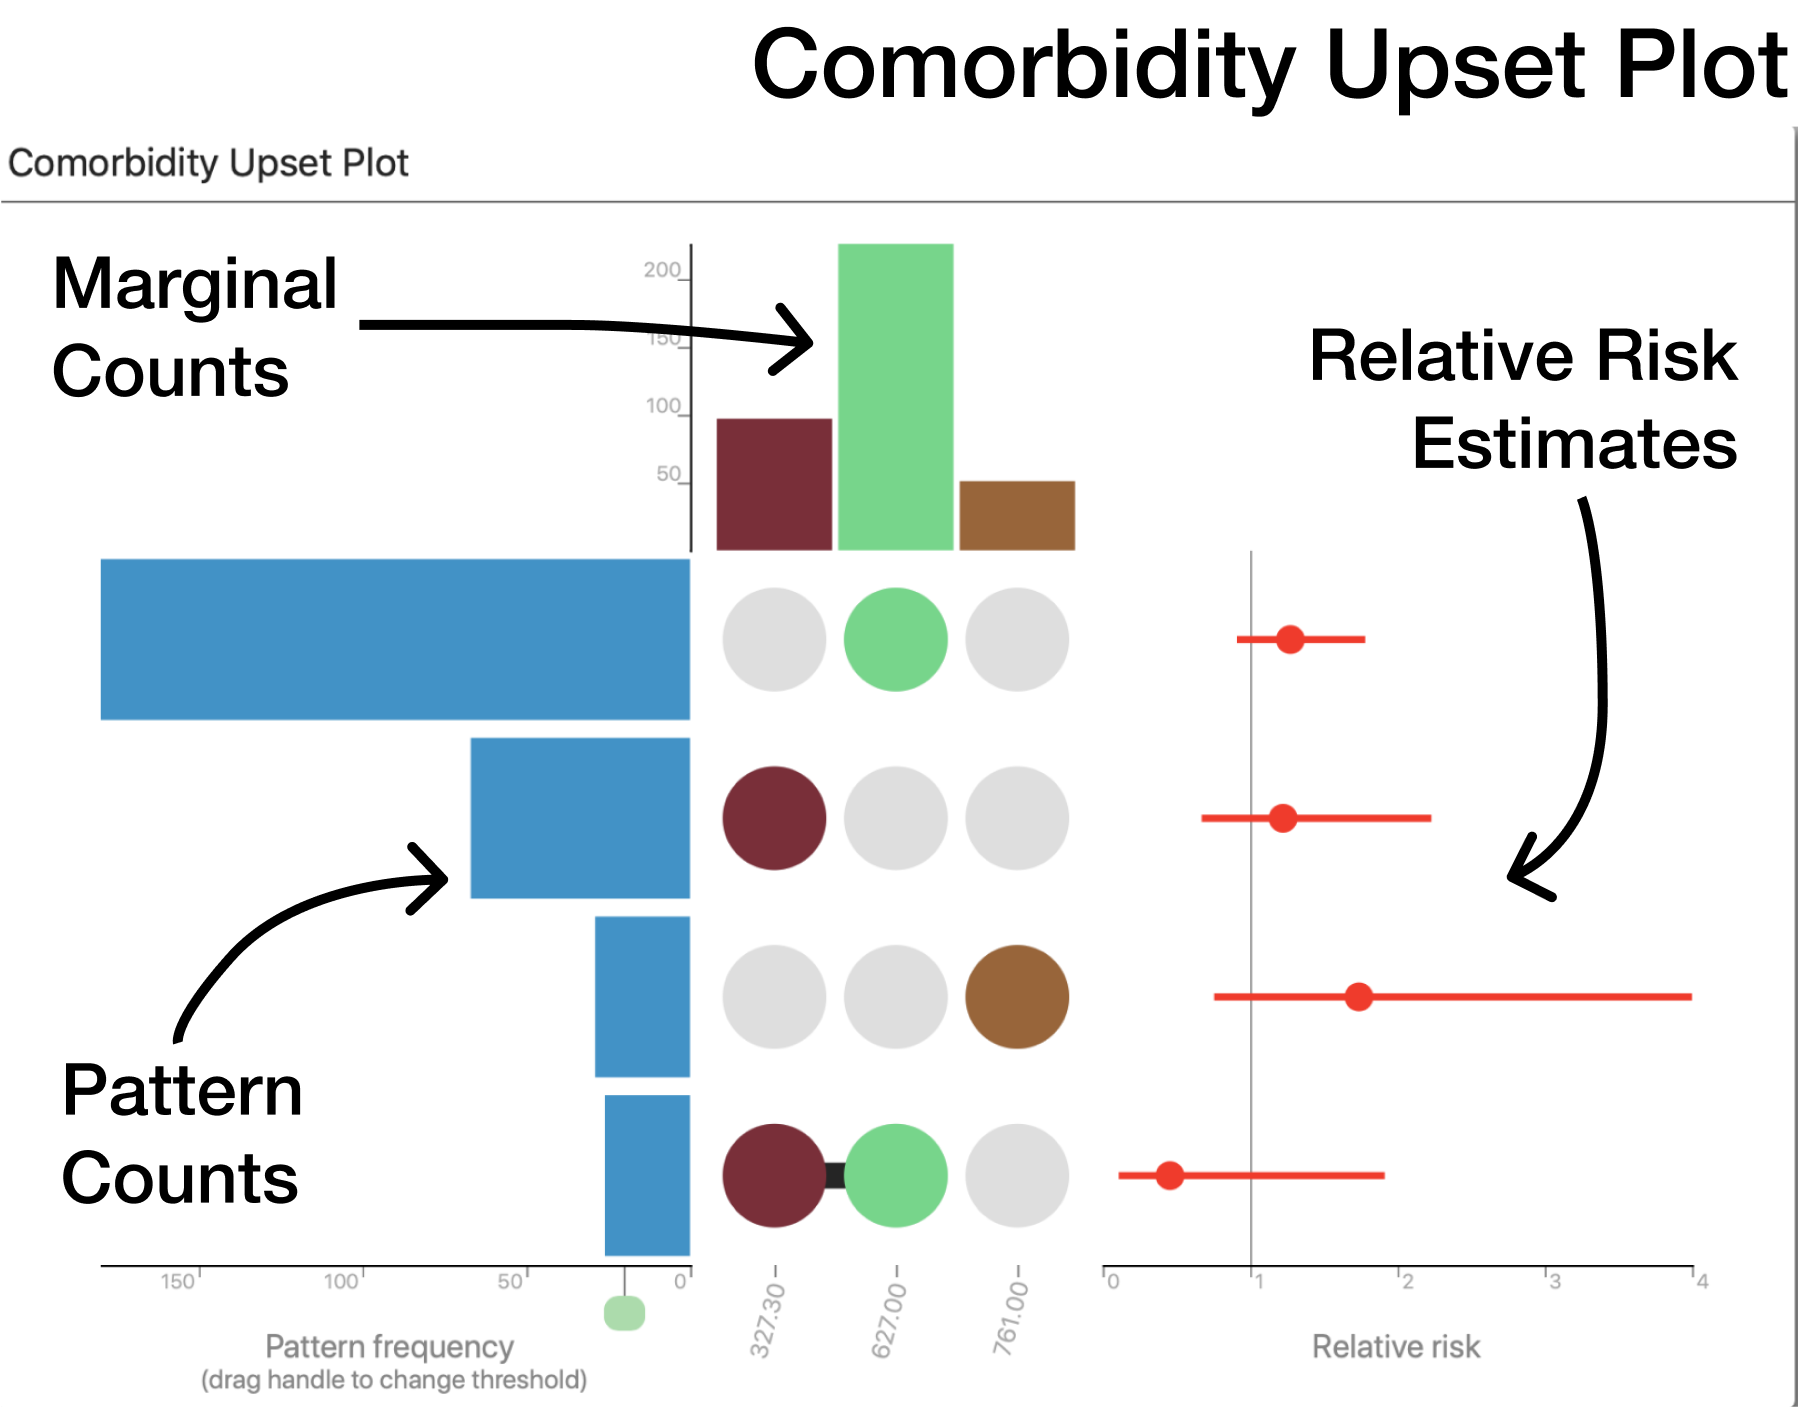 Comorbidity Upset Plot
Comorbidity Upset Plot
Marginal
Counts
200
150
100
50
Relative Risk
Estimates
Pattern
Counts
150
100
50
0
327.30
627.00
761.00
0
1
2
3
4
Pattern frequency
(drag handle to change threshold)
Relative risk